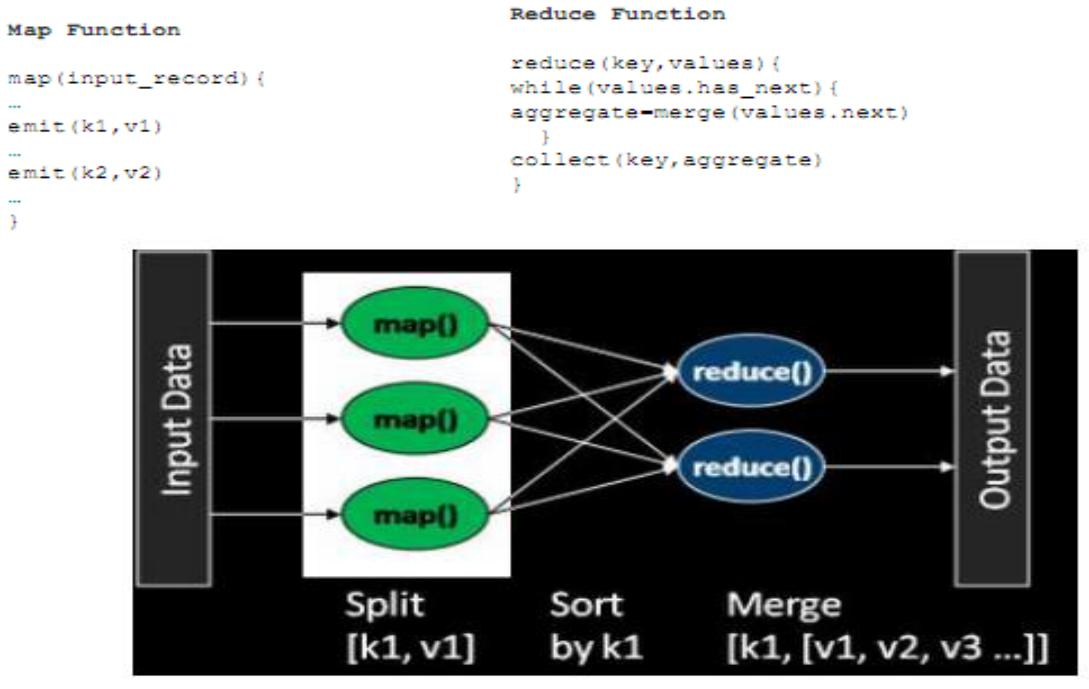 Map Function
map(input_record){
…
emit(k1,v1)
…
emit(k2,v2)
…
}
Reduce Function
reduce(key,values){
while(values.has_next){
aggregate=merge(values.next)
}
collect(key,aggregate)
}
Input Data
map()
map()
map()
reduce()
reduce()
Output Data
Split
[k1, v1]
Sort
by k1
Merge
[k1, [v1, v2, v3 ...]]